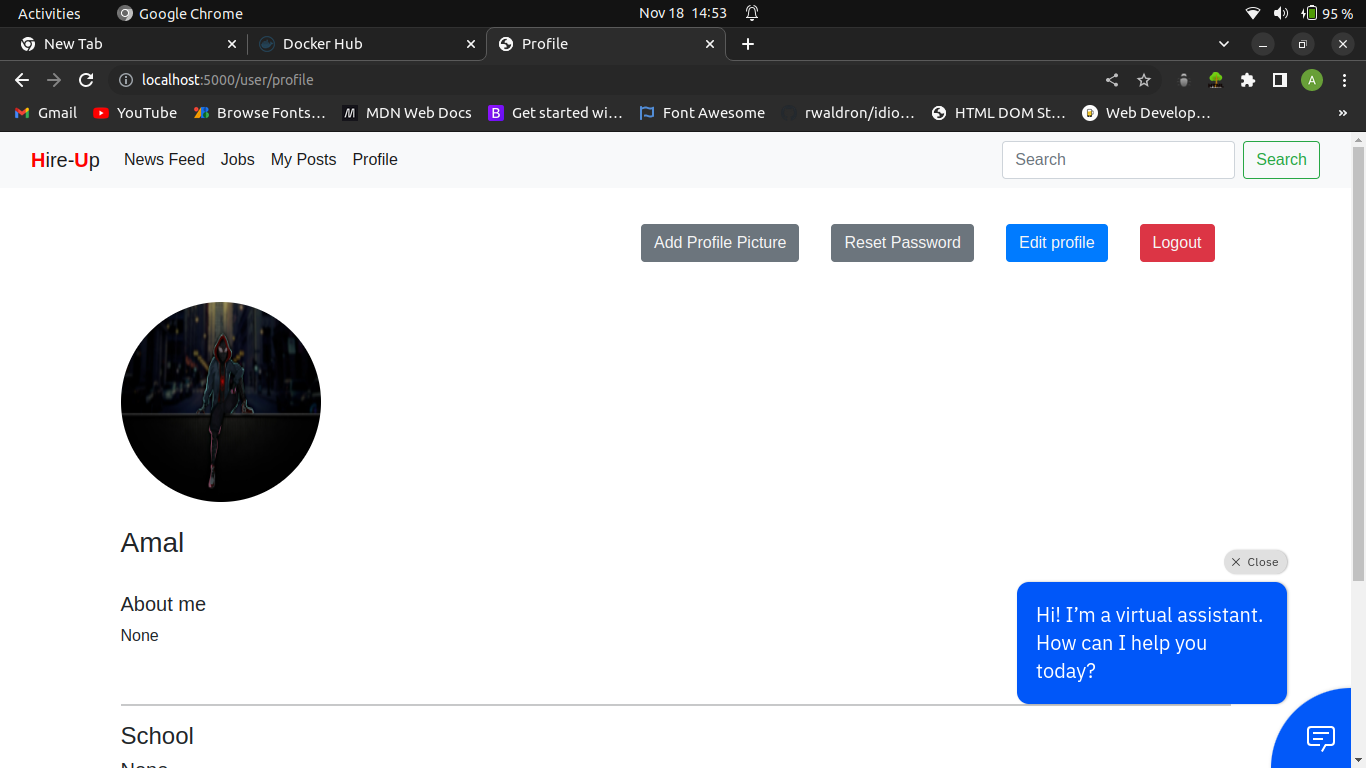 Activities Google Chrome Nov 18 14:53 95 %
New Tab Docker Hub Profile
localhost:5000/user/profile A
Gmail YouTube Browse Fonts… MDN Web Docs Get started wi… Font Awesome rwaldron/idio… HTML DOM St… Web Develop… »
Hire-Up News Feed Jobs My Posts Profile Search Search
Add Profile Picture Reset Password Edit profile Logout
Amal
About me
None
Close
Hi! I’m a virtual assistant.
How can I help you
today?
School
None